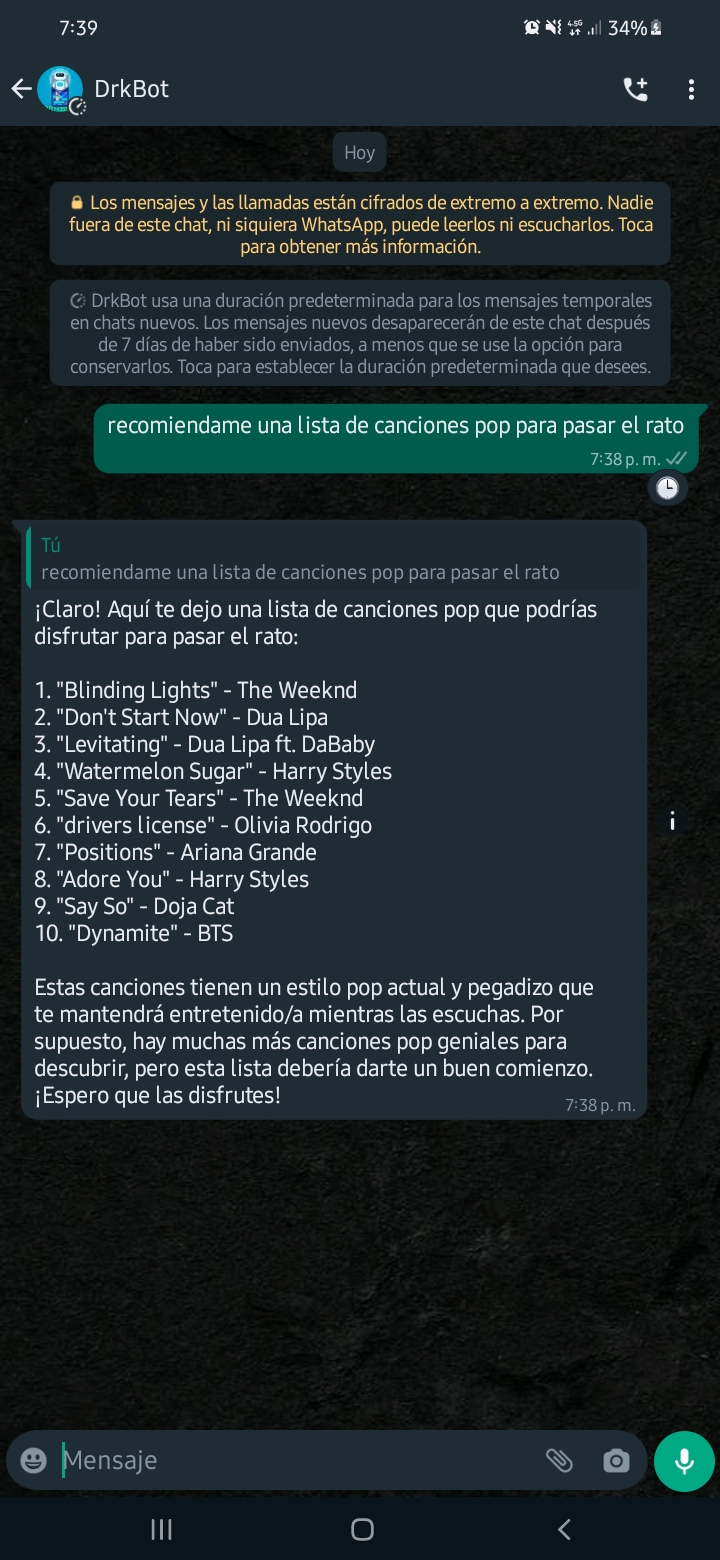 7:39
4.5G 34%
DrkBot
Hoy
Los mensajes y las llamadas están cifrados de extremo a extremo. Nadie
fuera de este chat, ni siquiera WhatsApp, puede leerlos ni escucharlos. Toca
para obtener más información.
DrkBot usa una duración predeterminada para los mensajes temporales
en chats nuevos. Los mensajes nuevos desaparecerán de este chat después
de 7 días de haber sido enviados, a menos que se use la opción para
conservarlos. Toca para establecer la duración predeterminada que desees.
recomiendame una lista de canciones pop para pasar el rato
7:38 p. m.
Tú
recomiendame una lista de canciones pop para pasar el rato
¡Claro! Aquí te dejo una lista de canciones pop que podrías
disfrutar para pasar el rato:
1. "Blinding Lights" - The Weeknd
2. "Don't Start Now" - Dua Lipa
3. "Levitating" - Dua Lipa ft. DaBaby
4. "Watermelon Sugar" - Harry Styles
5. "Save Your Tears" - The Weeknd
6. "drivers license" - Olivia Rodrigo
7. "Positions" - Ariana Grande
8. "Adore You" - Harry Styles
9. "Say So" - Doja Cat
10. "Dynamite" - BTS
Estas canciones tienen un estilo pop actual y pegadizo que
te mantendrá entretenido/a mientras las escuchas. Por
supuesto, hay muchas más canciones pop geniales para
descubrir, pero esta lista debería darte un buen comienzo.
¡Espero que las disfrutes!
7:38 p. m.
Mensaje